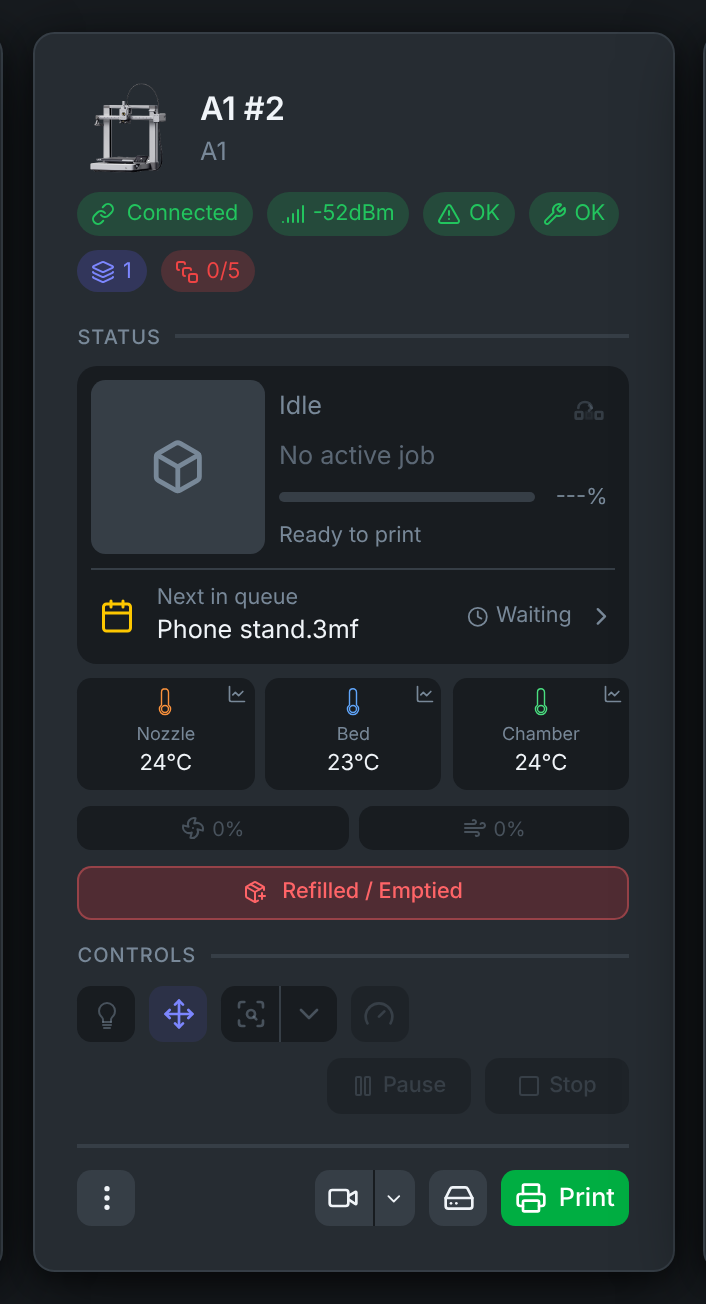 A1 #2
A1
Connected
-52dBm
OK
OK
1
0/5
STATUS
Idle
No active job
---%
Ready to print
Next in queue
Phone stand.3mf
Waiting
Nozzle
24°C
Bed
23°C
Chamber
24°C
0%
0%
Refilled / Emptied
CONTROLS
Pause
Stop
Print